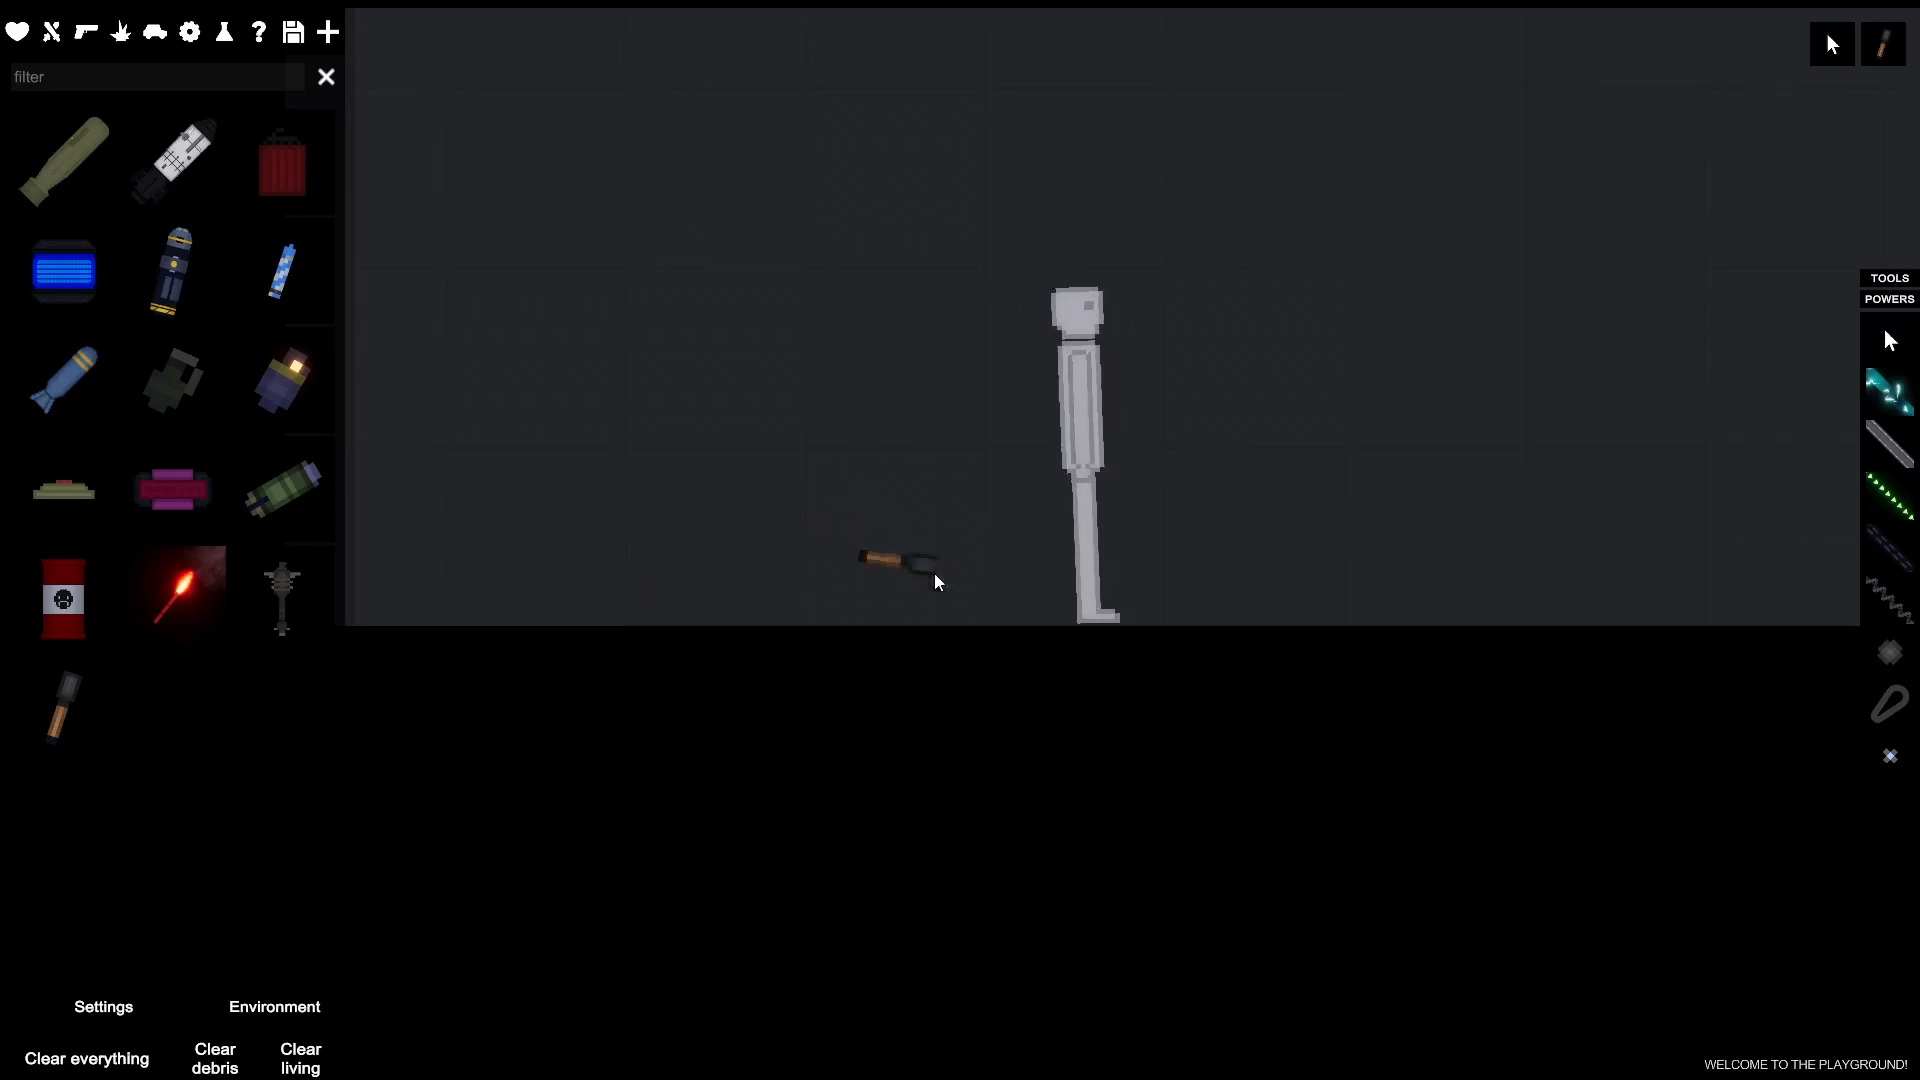 filter
TOOLS
POWERS
Settings
Environment
Clear everything
Clear
debris
Clear
living
WELCOME TO THE PLAYGROUND!